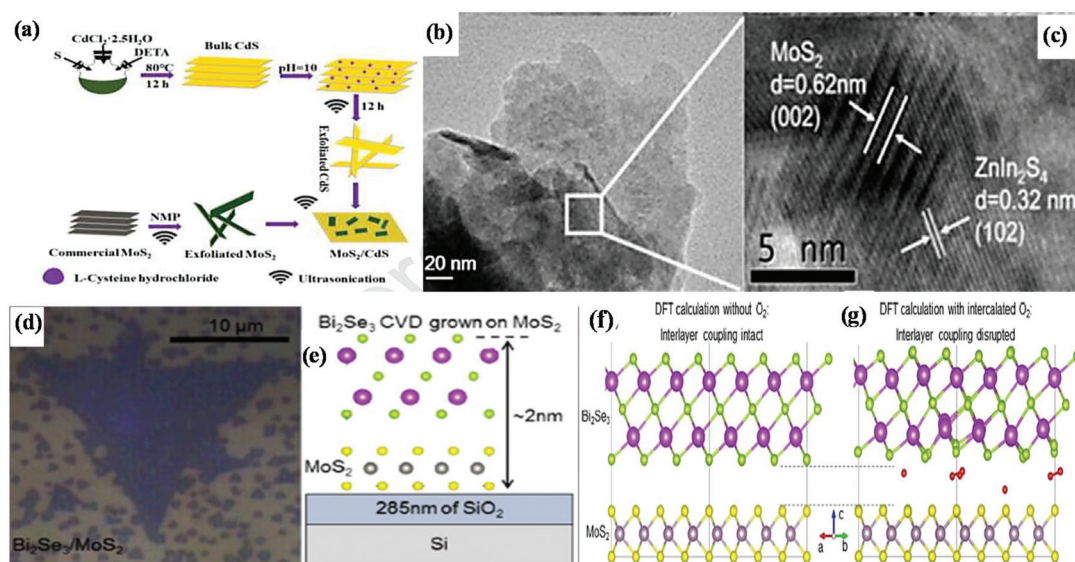 (a)
CdCl₂·2.5H₂O
S
DETA
80°C
12 h
Bulk CdS
pH=10
12 h
Exfoliated CdS
NMP
Commercial MoS₂
Exfoliated MoS₂
MoS₂/CdS
L-Cysteine hydrochloride
Ultrasonication
(b)
20 nm
(c)
MoS₂
d=0.62nm
(002)
ZnIn₂S₄
d=0.32 nm
(102)
5 nm
(d)
10 μm
Bi₂Se₃/MoS₂
(e)
Bi₂Se₃ CVD grown on MoS₂
~2nm
MoS₂
285nm of SiO₂
Si
(f)
DFT calculation without O₂:
Interlayer coupling intact
Bi₂Se₃
MoS₂
c
a
b
(g)
DFT calculation with intercalated O₂:
Interlayer coupling disrupted